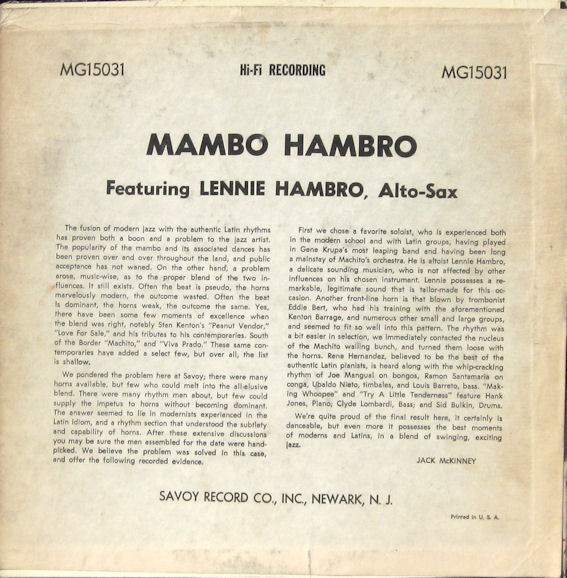 MG15031
Hi-Fi RECORDING
MG15031
MAMBO HAMBRO
Featuring LENNIE HAMBRO, Alto-Sax
The fusion of modern jazz with the authentic Latin rhythms
has proven both a boon and a problem to the jazz artist.
The popularity of the mambo and its associated dances has
been proven over and over throughout the land, and public
acceptance has not waned. On the other hand, a problem
arose, music-wise, as to the proper blend of the two in-
fluences. It still exists. Often the beat is pseudo, the horns
marvelously modern, the outcome wasted. Often the beat
is dominant, the horns weak, the outcome the same. Yes,
there have been some moments of excellence when
the blend was right, notably Stan Kenton's "Peanut Vendor,"
"Love For Sale," and his tributes to his contemporaries. South
of the Border "Machito," and "Viva Prado." These same con-
temporaries have added a select few, but over all, the list
is shallow.
We pondered the problem here at Savoy; there were many
horns available, but few who could melt into the all-elusive
blend. There were many rhythm men about, but few could
supply the impetus to horns without becoming dominant.
The answer seemed to lie in modernists experienced in the
Latin idiom, and a rhythm section that understood the subtlety
and capability of horns. After these extensive discussions
you may be sure the men assembled for the date were hand-
picked. We believe the problem was solved in this case,
and offer the following recorded evidence.
First we chose a favorite soloist, who is experienced both
in the modern school and with Latin groups, having played
in Gene Krupa's most leaping band and having been long
a mainstay of Machito's orchestra. He is altoist Lennie Hambro,
a delicate sounding musician, who is not affected by other
influences on his chosen instrument. Lennie possesses a re-
markable, legitimate sound that is tailor-made for this oc-
casion. Another front-line horn is that blown by trombonist
Eddie Bert, who had his training with the aforementioned
Kenton Barrage, and numerous other small and large groups,
and seemed to fit so well into this pattern. The rhythm was
a bit easier in selection, we immediately contacted the nucleus
of the Machito wailing bunch, and turned them loose with
the horns. Rene Hernandez, believed to be the best of the
authentic Latin pianists, is heard along with the whip-cracking
rhythm of Joe Mangual on bongos, Ramon Santamaria on
conga, Ubaldo Nieto, timbales, and Louis Barreto, bass. "Mak-
ing Whoopee" and "Try A Little Tenderness" feature Hank
Jones, Piano; Clyde Lombardi, Bass; and Sid Bulkin, Drums.
We're quite proud of the final result here, it certainly is
danceable, but even more it possesses the best moments
of moderns and Latins, in a blend of swinging, exciting
jazz.
JACK McKINNEY
SAVOY RECORD CO., INC., NEWARK, N. J.
Printed in U. S. A.